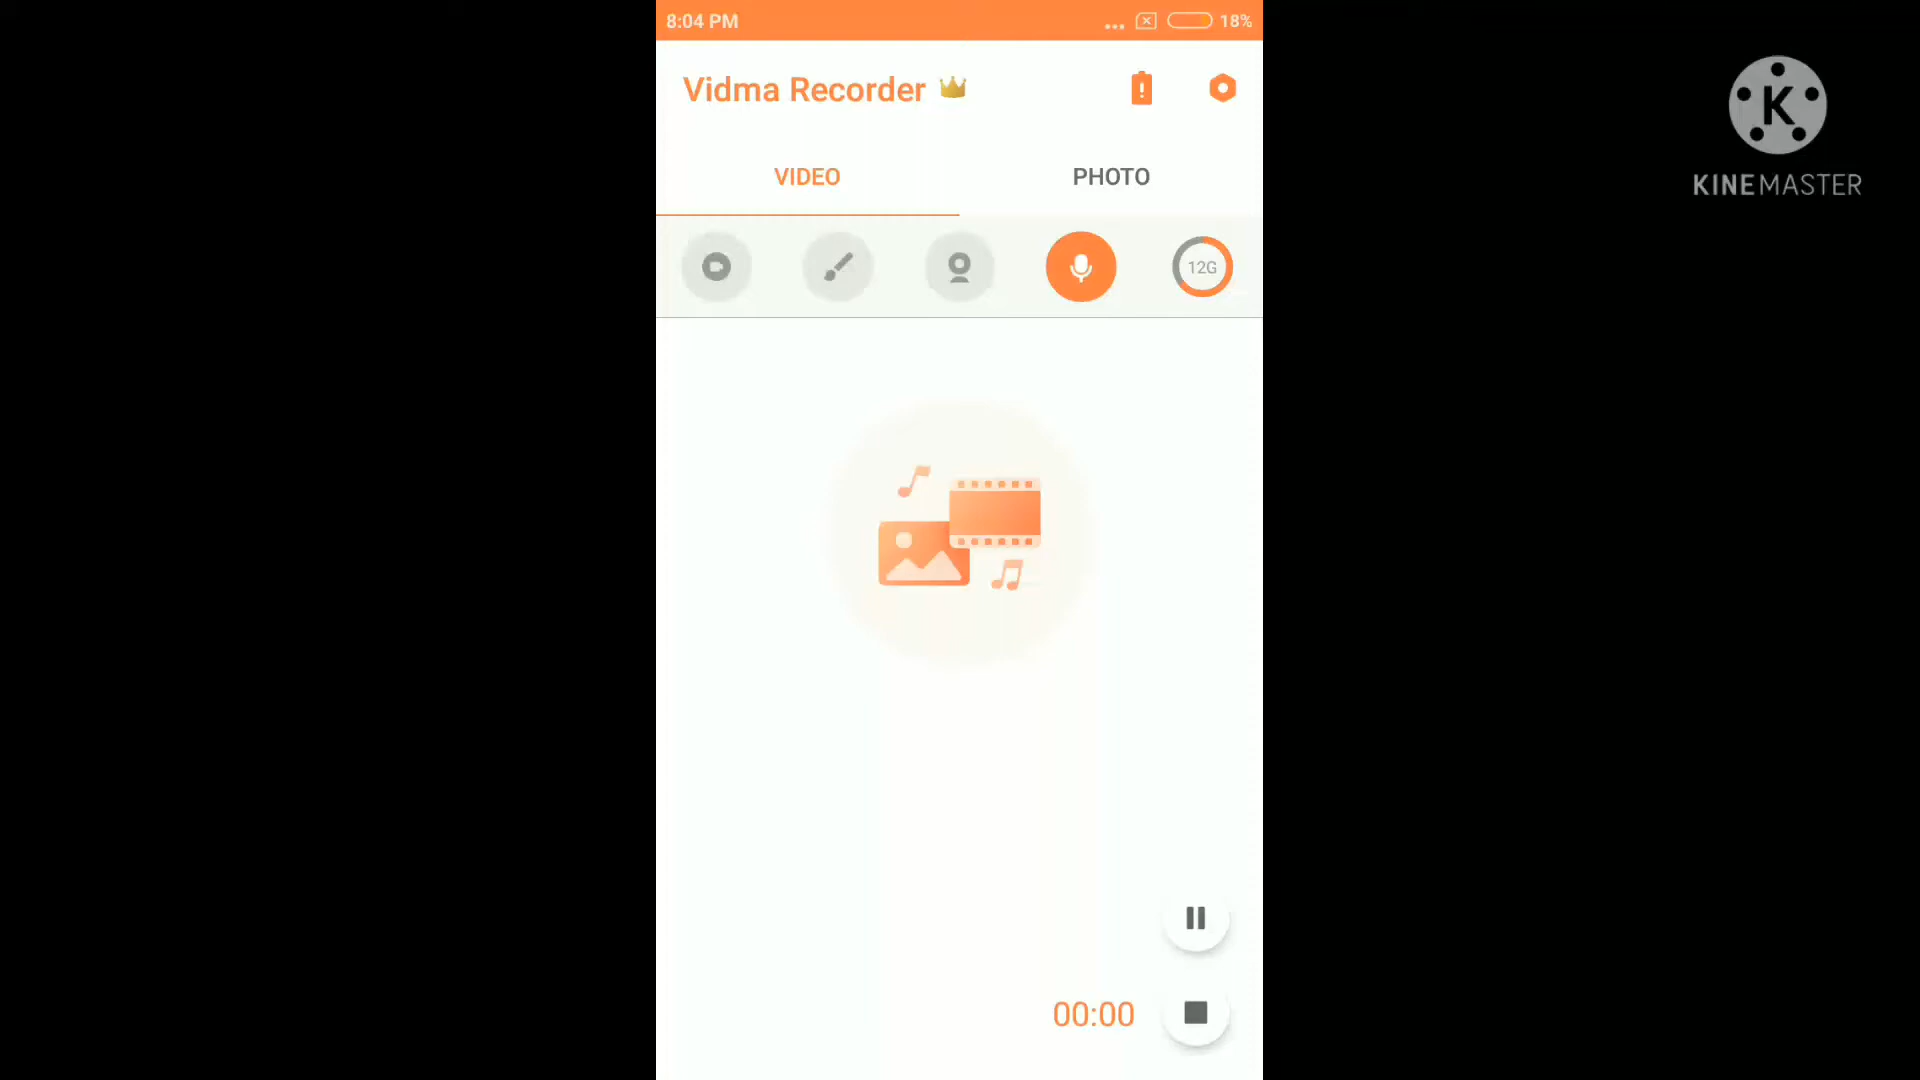 8:04 PM
18%
Vidma Recorder
VIDEO
PHOTO
12G
00:00
K
KINEMASTER